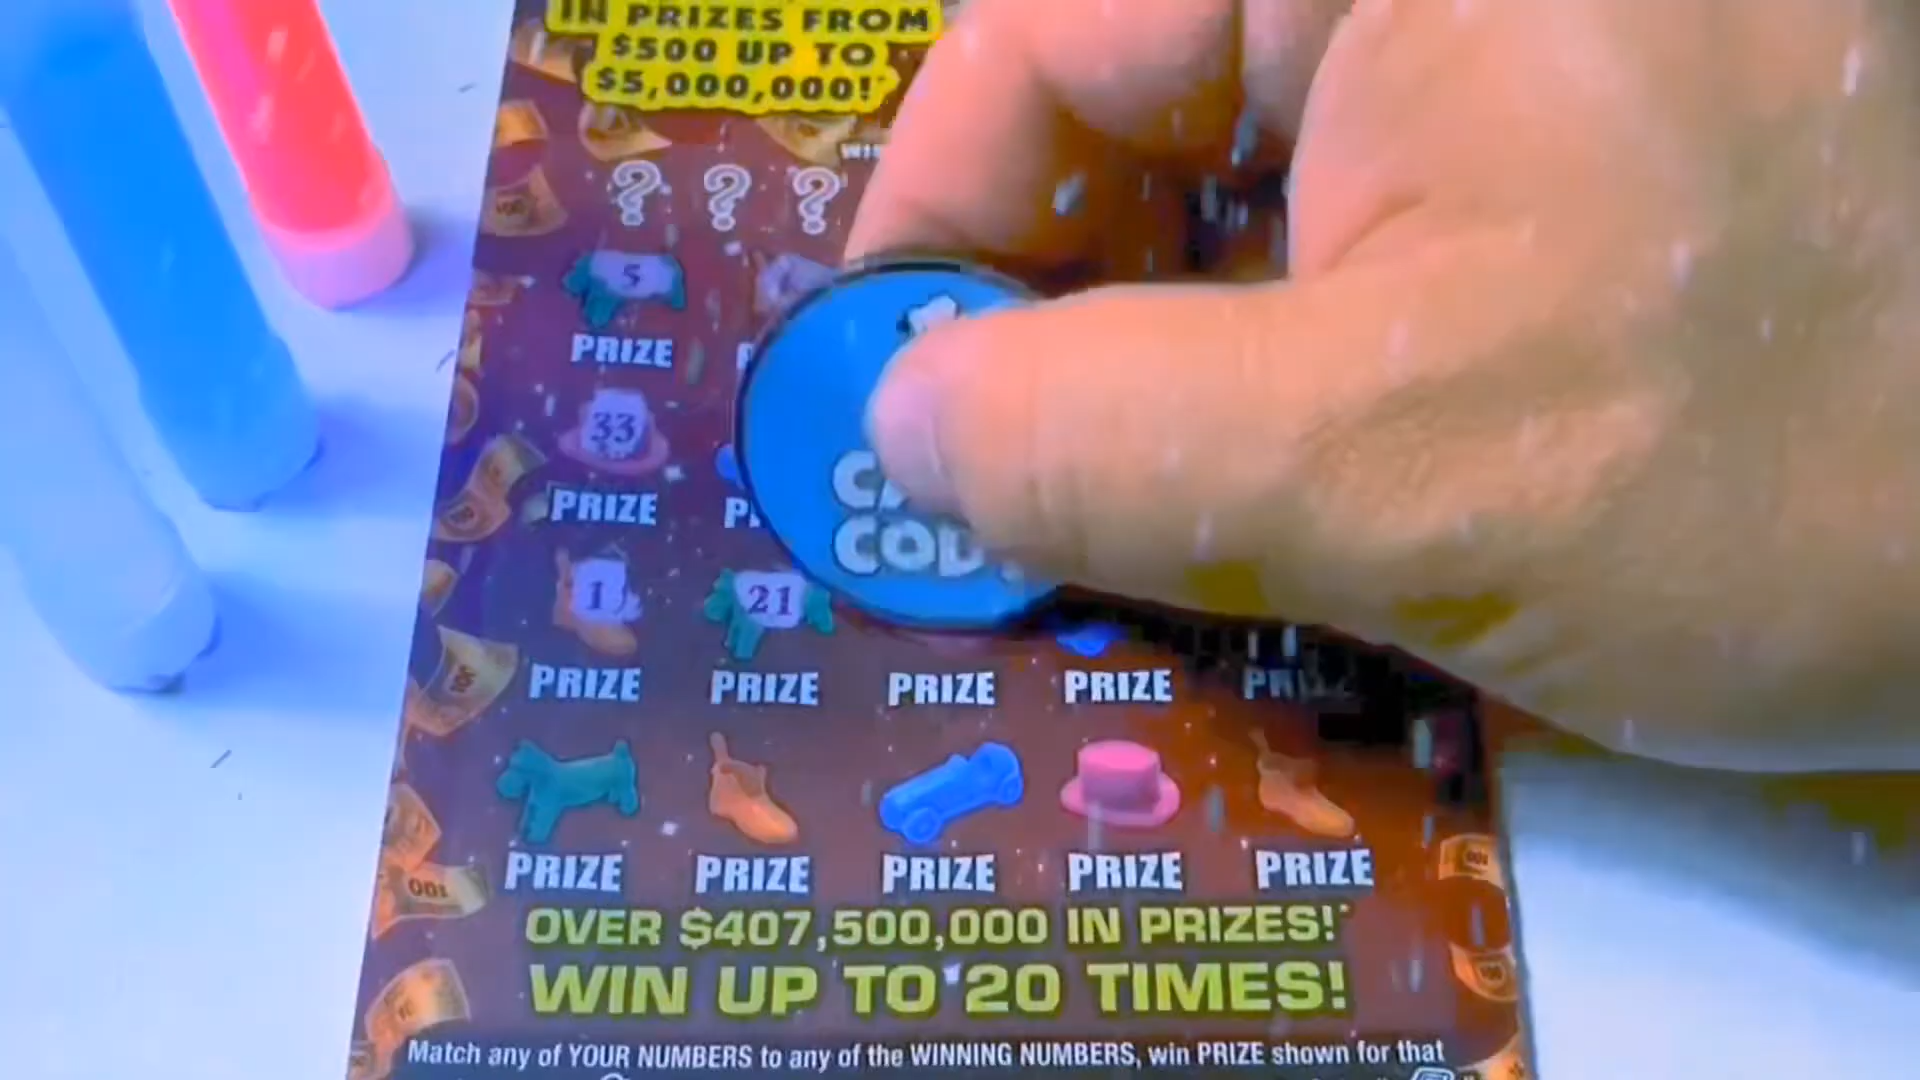 IN PRIZES FROM
$500 UP TO
$5,000,000!*
? ? ?
5
PRIZE
33
PRIZE
1 21
PRIZE PRIZE PRIZE PRIZE
PRIZE PRIZE PRIZE PRIZE PRIZE
OVER $407,500,000 IN PRIZES!*
WIN UP TO 20 TIMES!
Match any of YOUR NUMBERS to any of the WINNING NUMBERS, win PRIZE shown for that